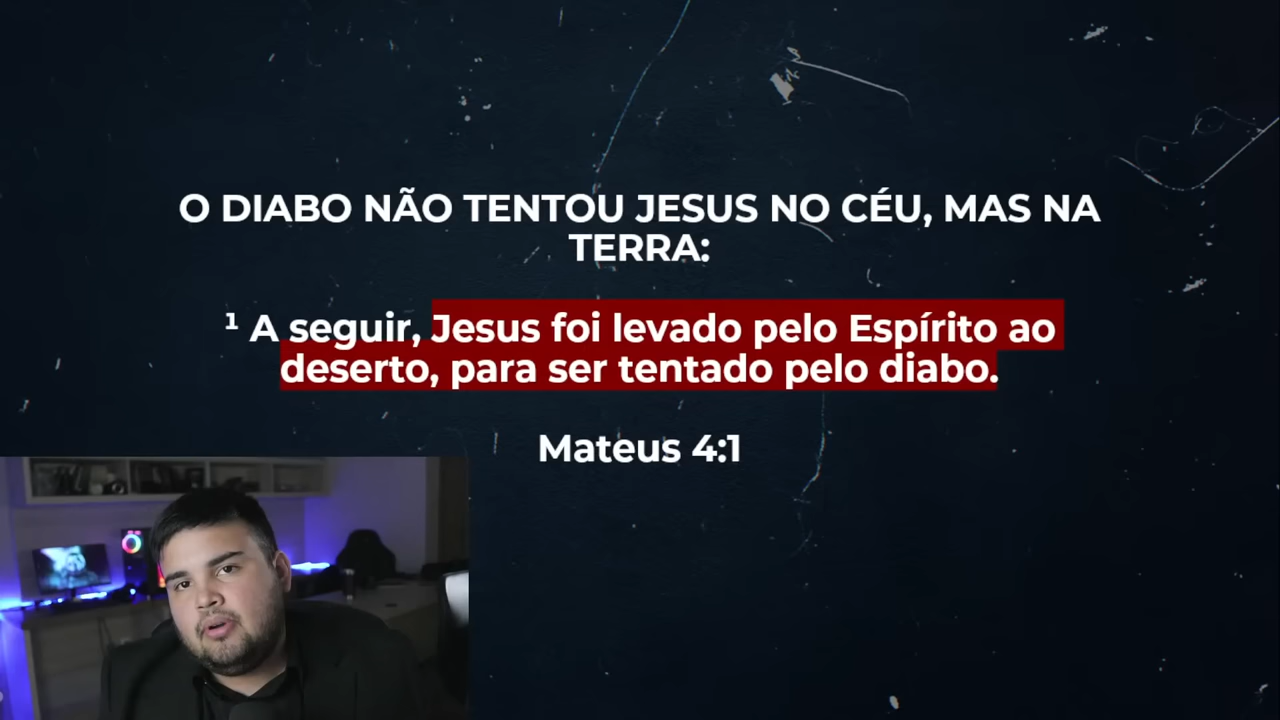 O DIABO NÃO TENTOU JESUS NO CÉU, MAS NA
TERRA:
¹ A seguir, Jesus foi levado pelo Espírito ao
deserto, para ser tentado pelo diabo.
Mateus 4:1